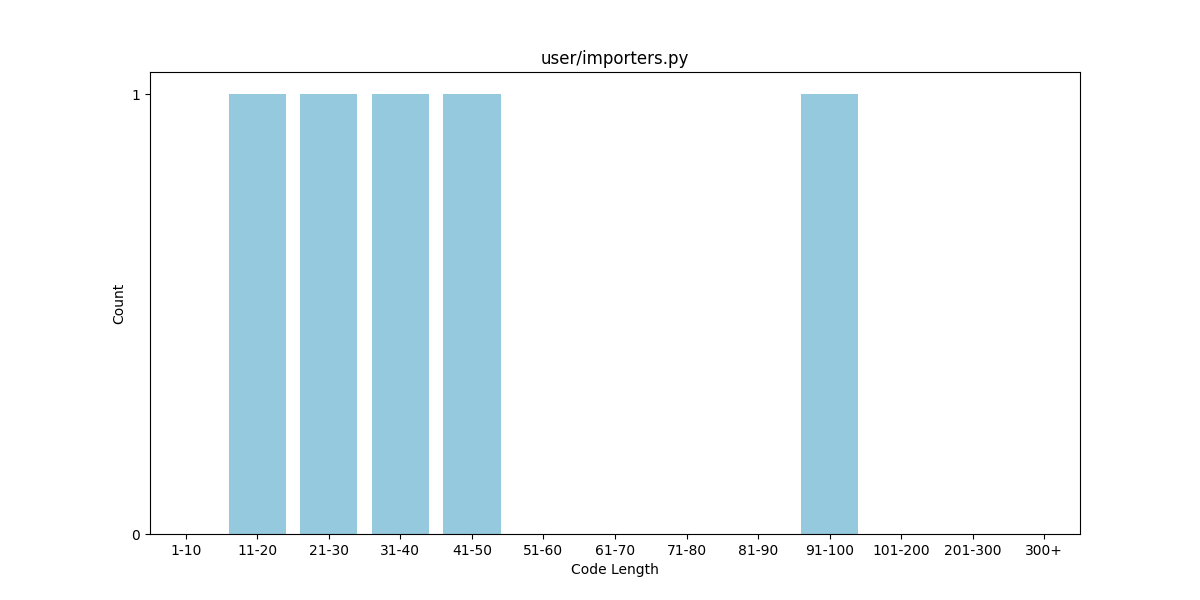 user/importers.py
1
Count
0
1-10 11-20 21-30 31-40 41-50 51-60 61-70 71-80 81-90 91-100 101-200 201-300 300+
Code Length